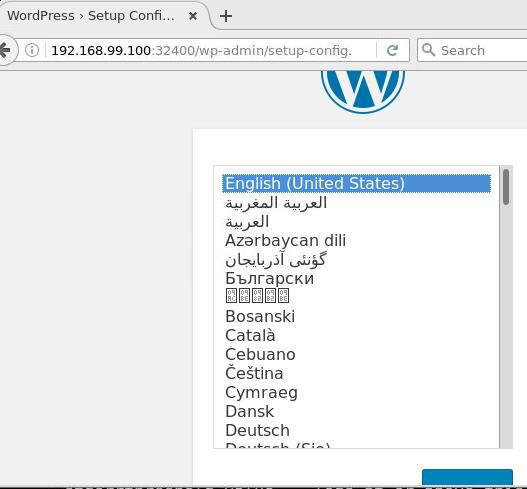 WordPress › Setup Confi...
192.168.99.100:32400/wp-admin/setup-config.
Search
English (United States)
العربية المغربية
العربية
Azərbaycan dili
گؤنئی آذربایجان
Български
Bosanski
Català
Cebuano
Čeština
Cymraeg
Dansk
Deutsch
Deutsch (Sie)